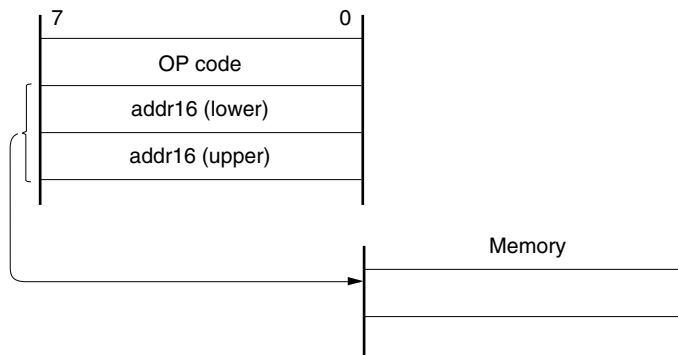 7 0
OP code
addr16 (lower)
addr16 (upper)
Memory